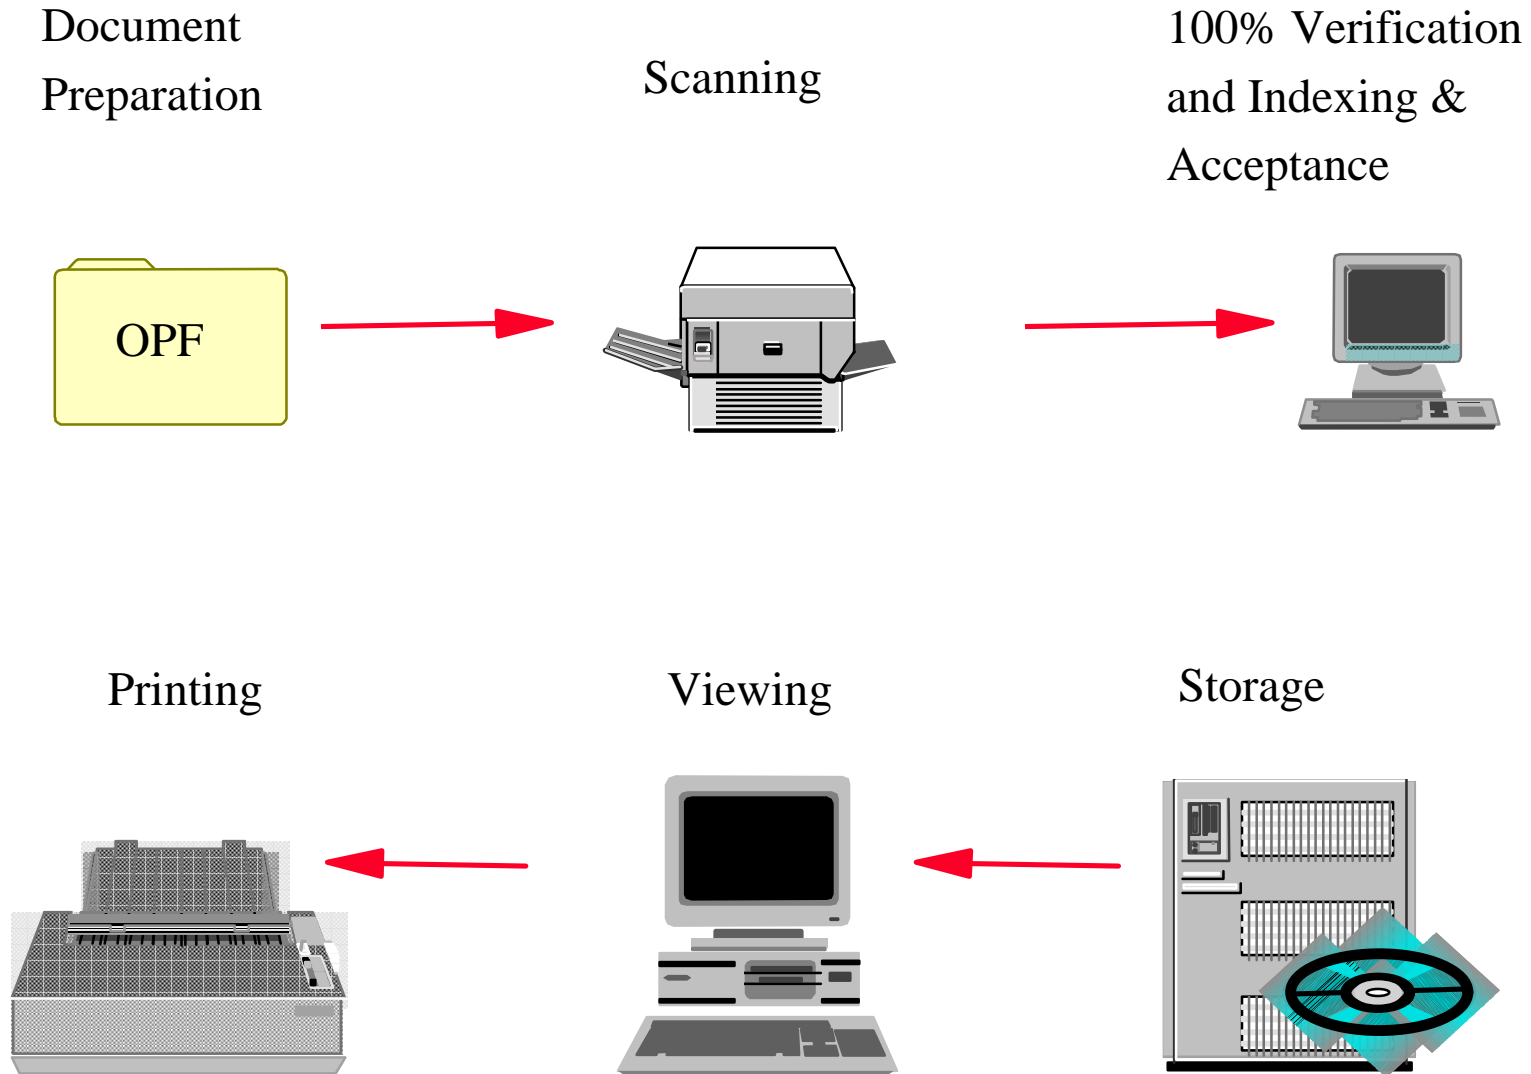 Document
Preparation
Scanning
100% Verification
and Indexing &
Acceptance
OPF
Printing
Viewing
Storage